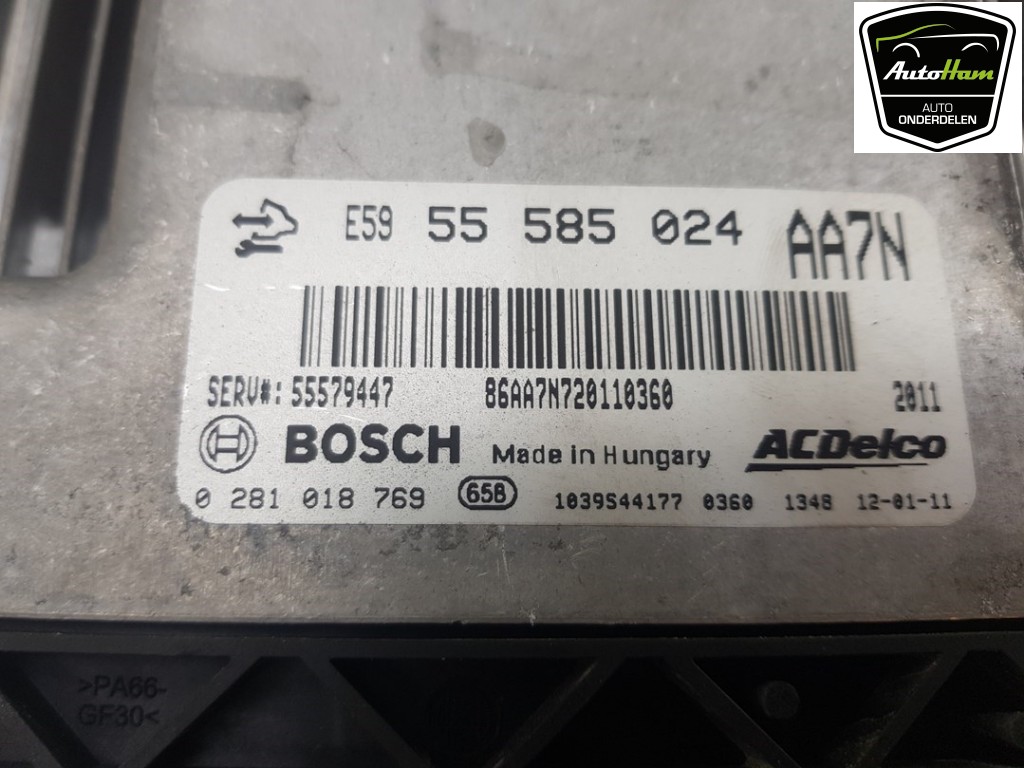 AutoHam
AUTO
ONDERDELEN
E59 55 585 024 AA7N
SERV#: 55579447 86AA7N720110360 2011
BOSCH Made in Hungary ACDelco
0 281 018 769 658 1039S44177 0360 1348 12-01-11
>PA66-
GF30<